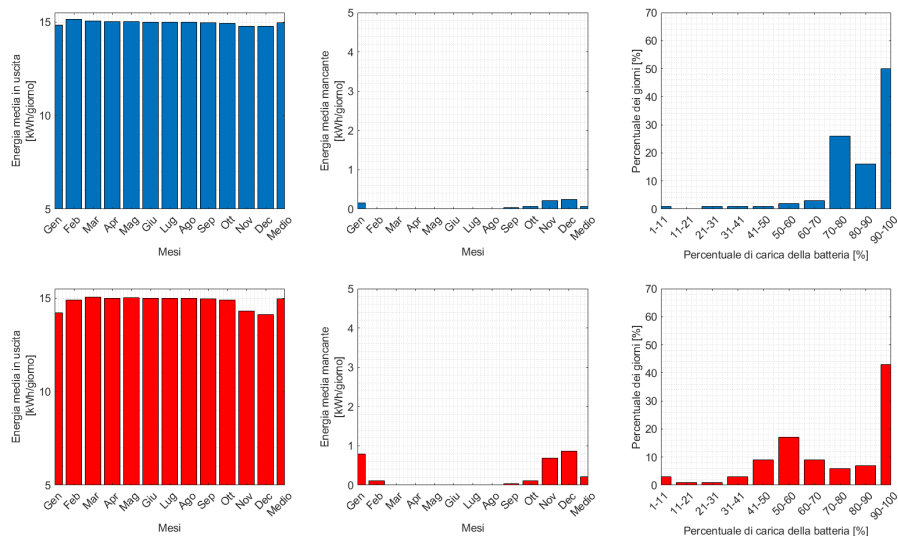 15
15
5
Energia media in uscita
[kWh/giorno]
Gen
Feb
Mar
Apr
Mag
Giu
Lug
Ago
Sep
Ott
Nov
Dec
Medio
Mesi
5
4
3
2
1
0
Energia media mancante
[kWh/giorno]
Gen
Feb
Mar
Apr
Mag
Giu
Lug
Ago
Sep
Ott
Nov
Dec
Medio
Mesi
70
60
50
40
30
20
10
0
Percentuale dei giorni [%]
1-11
11-21
21-31
31-41
41-50
50-60
60-70
70-80
80-90
90-100
Percentuale di carica della batteria [%]
15
15
5
Energia media in uscita
[kWh/giorno]
Gen
Feb
Mar
Apr
Mag
Giu
Lug
Ago
Sep
Ott
Nov
Dec
Medio
Mesi
5
4
3
2
1
0
Energia media mancante
[kWh/giorno]
Gen
Feb
Mar
Apr
Mag
Giu
Lug
Ago
Sep
Ott
Nov
Dec
Medio
Mesi
70
60
50
40
30
20
10
0
Percentuale dei giorni [%]
1-11
11-21
21-31
31-41
41-50
50-60
60-70
70-80
80-90
90-100
Percentuale di carica della batteria [%]